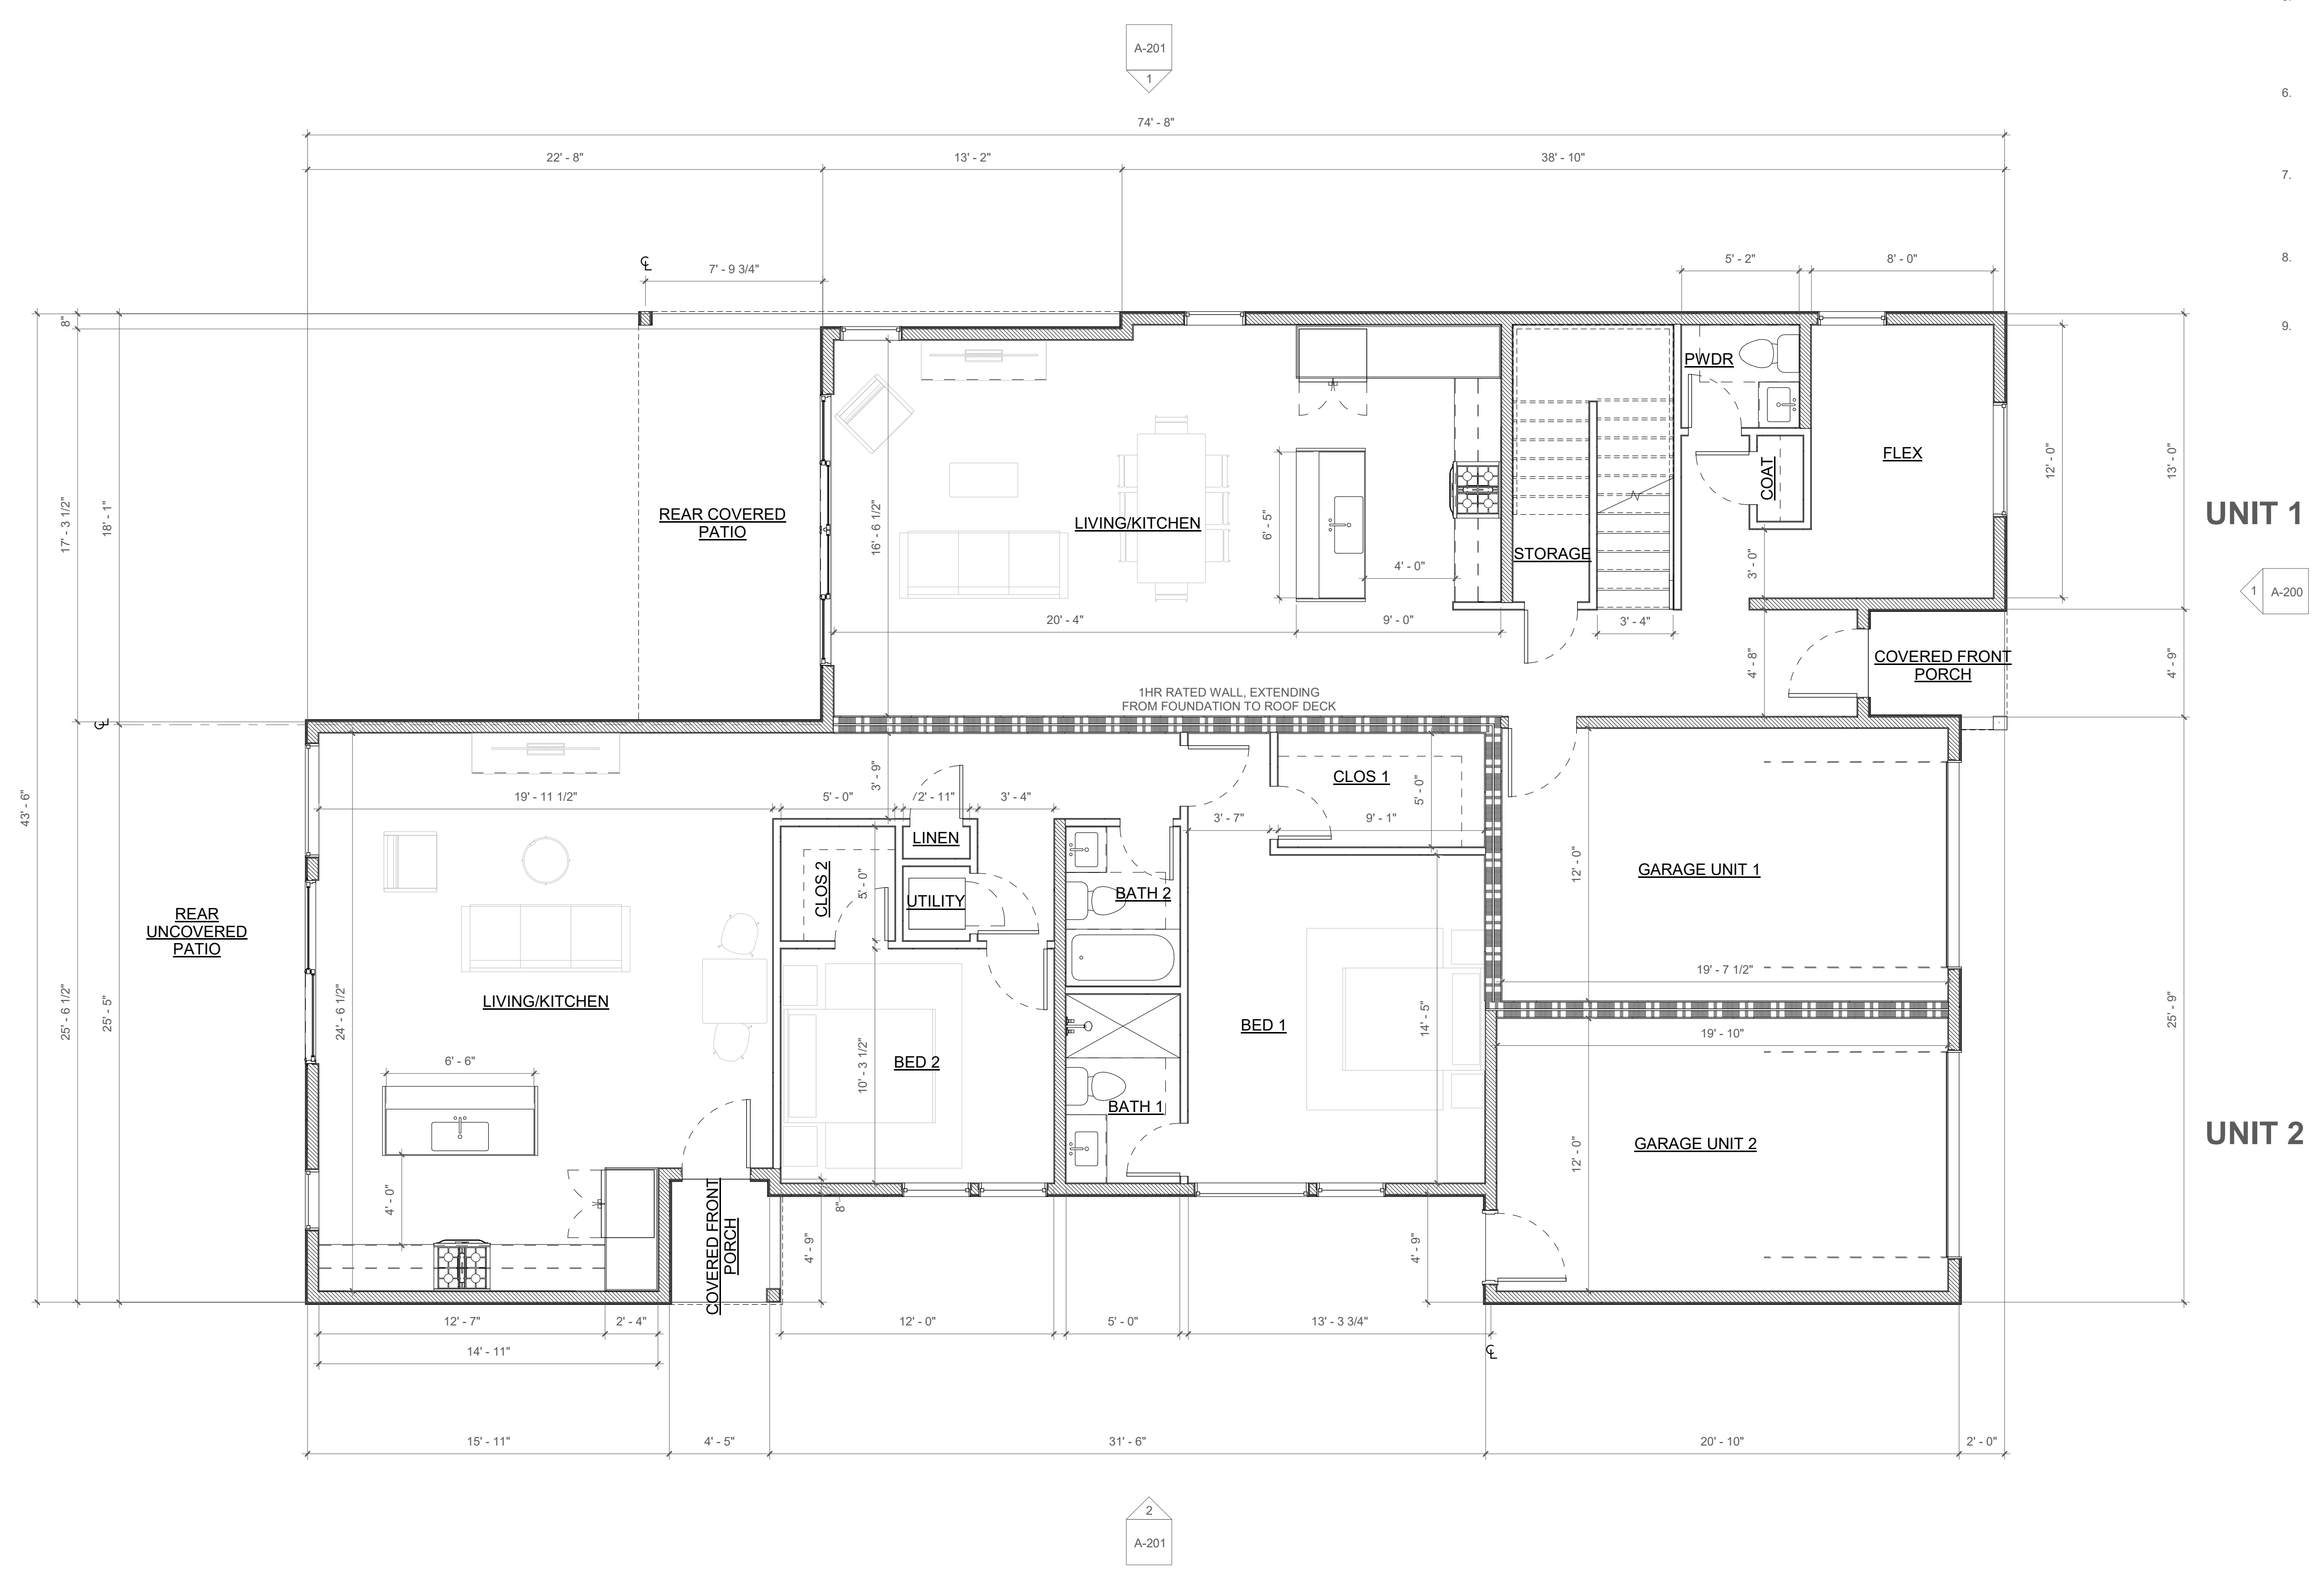 A-201
1
6.
74' - 8"
22' - 8"
13' - 2"
38' - 10"
7.
7' - 9 3/4"
5' - 2"
8' - 0"
8.
8"
9.
PWDR
FLEX
COAT
12' - 0"
13' - 0"
17' - 3 1/2"
18' - 1"
REAR COVERED
PATIO
16' - 6 1/2"
LIVING/KITCHEN
6' - 5"
4' - 0"
STORAGE
3' - 0"
UNIT 1
1
A-200
20' - 4"
9' - 0"
3' - 4"
4' - 8"
COVERED FRONT
PORCH
4' - 9"
1HR RATED WALL, EXTENDING
FROM FOUNDATION TO ROOF DECK
43' - 6"
3' - 9"
CLOS 1
5' - 0"
19' - 11 1/2"
5' - 0"
2' - 11"
3' - 4"
3' - 7"
9' - 1"
LINEN
CLOS 2
5' - 0"
UTILITY
BATH 2
12' - 0"
GARAGE UNIT 1
REAR
UNCOVERED
PATIO
19' - 7 1/2"
25' - 6 1/2"
25' - 5"
24' - 6 1/2"
LIVING/KITCHEN
BED 1
14' - 5"
19' - 10"
25' - 9"
6' - 6"
BED 2
10' - 3 1/2"
BATH 1
12' - 0"
GARAGE UNIT 2
UNIT 2
4' - 0"
COVERED FRONT
PORCH
8"
4' - 9"
4' - 9"
12' - 7"
2' - 4"
12' - 0"
5' - 0"
13' - 3 3/4"
14' - 11"
15' - 11"
4' - 5"
31' - 6"
20' - 10"
2' - 0"
2
A-201